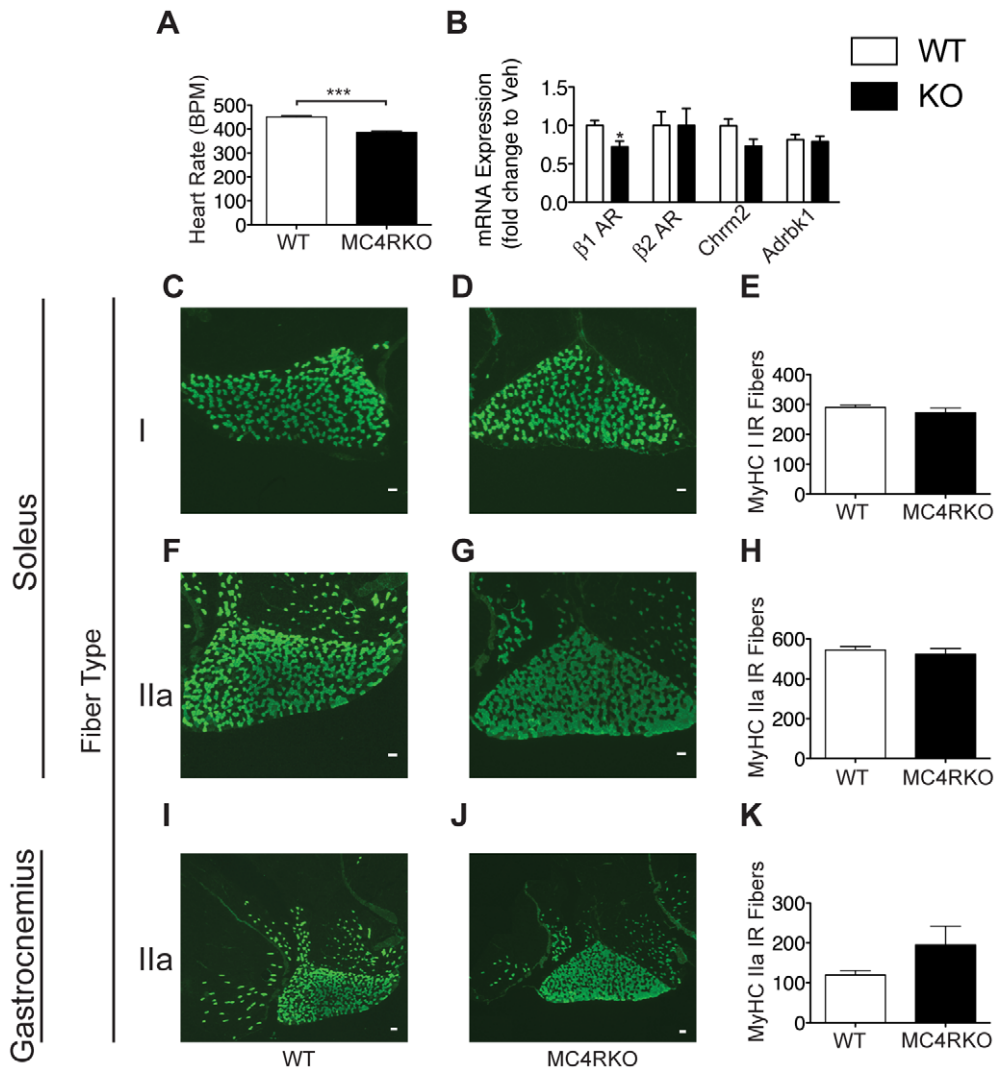 A
B
WT
KO
***
Heart Rate (BPM)
500
400
300
200
100
0
WT
MC4RKO
mRNA Expression
(fold change to Veh)
1.5
1.0
0.5
0.0
*
β1 AR
β2 AR
Chrm2
Adrbk1
C
D
E
Soleus
Fiber Type
I
MyHC I IR Fibers
400
300
200
100
0
WT
MC4RKO
F
G
H
IIa
MyHC IIa IR Fibers
600
400
200
0
WT
MC4RKO
I
J
K
Gastrocnemius
IIa
MyHC IIa IR Fibers
300
200
100
0
WT
MC4RKO
WT
MC4RKO